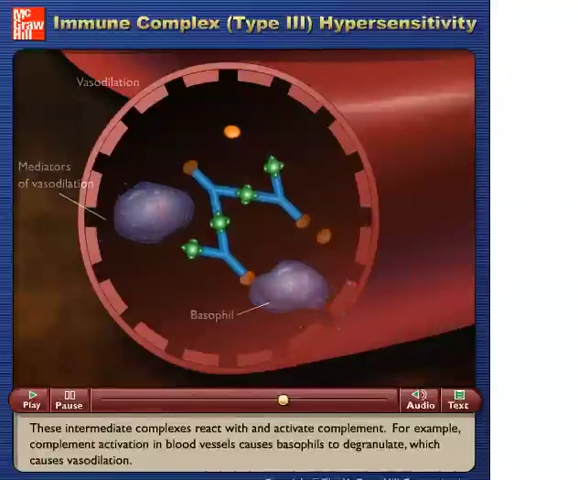 Mc
Graw
Hill
Immune Complex (Type III) Hypersensitivity
Vasodilation
Mediators
of vasodilation
Basophil
Play
Pause
Audio
Text
These intermediate complexes react with and activate complement. For example,
complement activation in blood vessels causes basophils to degranulate, which
causes vasodilation.